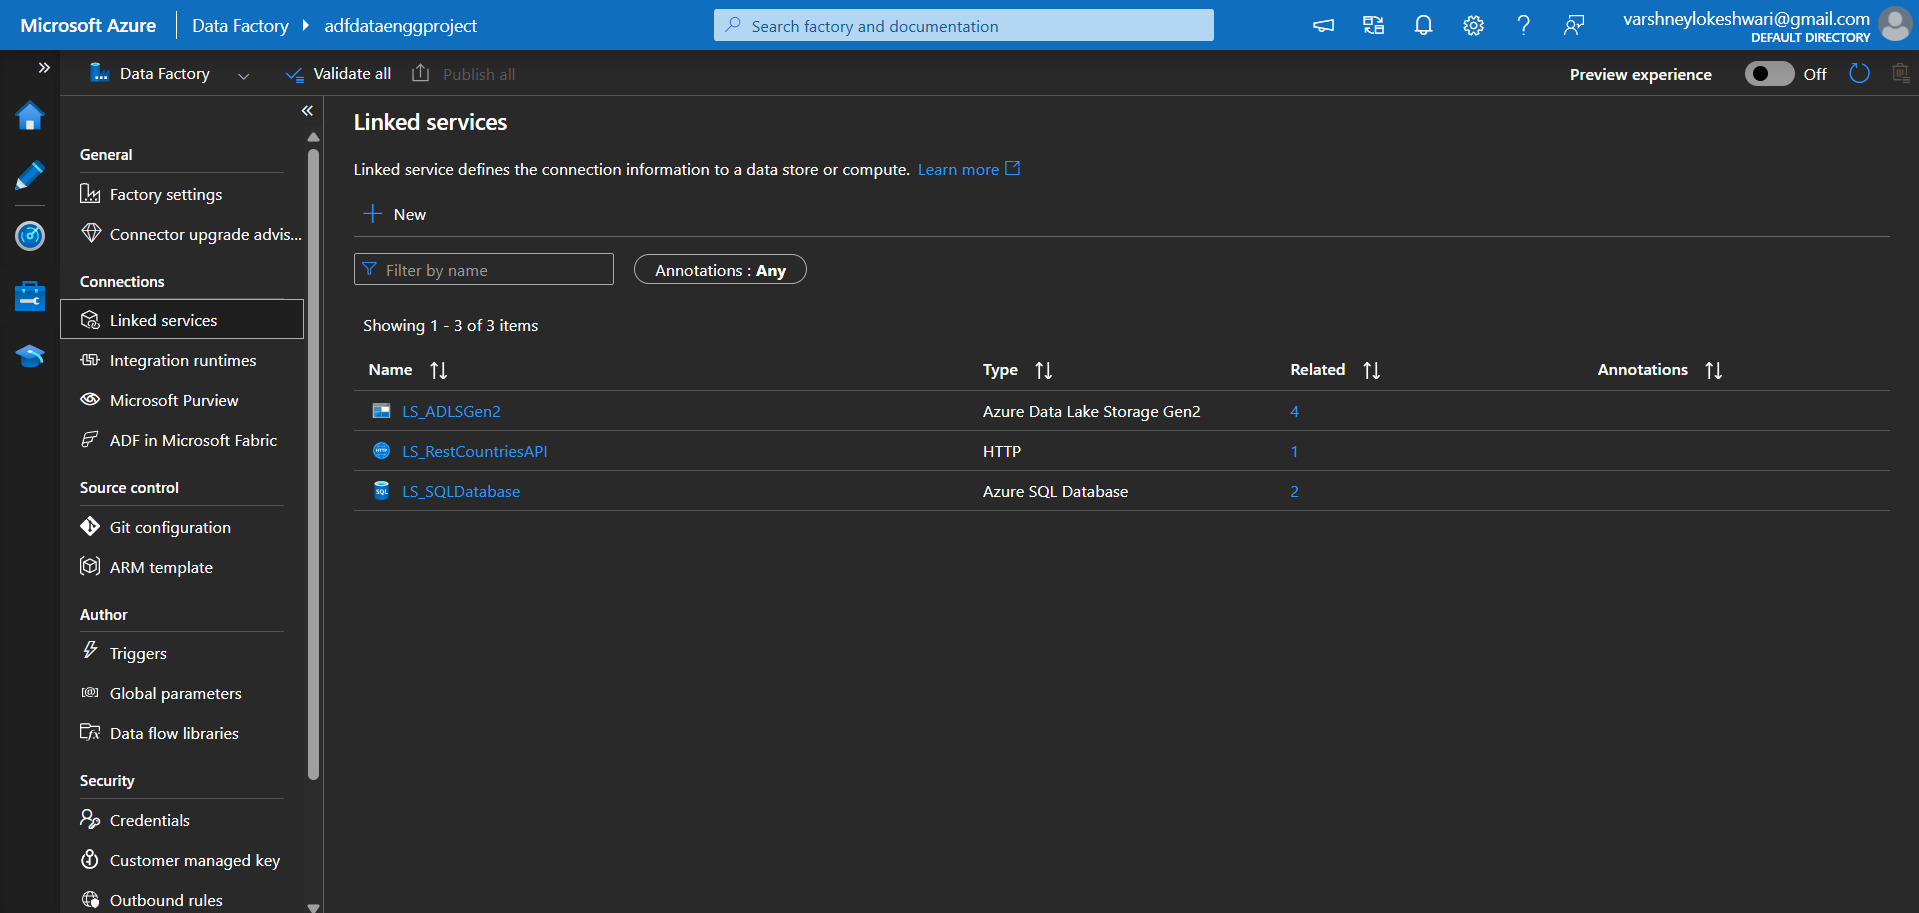 Microsoft Azure
Data Factory
adfdataenggproject
Search factory and documentation
varshneylokeshwari@gmail.com
DEFAULT DIRECTORY
Data Factory
Validate all
Publish all
Preview experience
Off
General
Factory settings
Connector upgrade advis...
Connections
Linked services
Integration runtimes
Microsoft Purview
ADF in Microsoft Fabric
Source control
Git configuration
ARM template
Author
Triggers
Global parameters
Data flow libraries
Security
Credentials
Customer managed key
Outbound rules
Linked services
Linked service defines the connection information to a data store or compute. Learn more
New
Filter by name
Annotations : Any
Showing 1 - 3 of 3 items
Name Type Related Annotations
LS_ADLSGen2 Azure Data Lake Storage Gen2 4
HTTP LS_RestCountriesAPI HTTP 1
SQL LS_SQLDatabase Azure SQL Database 2